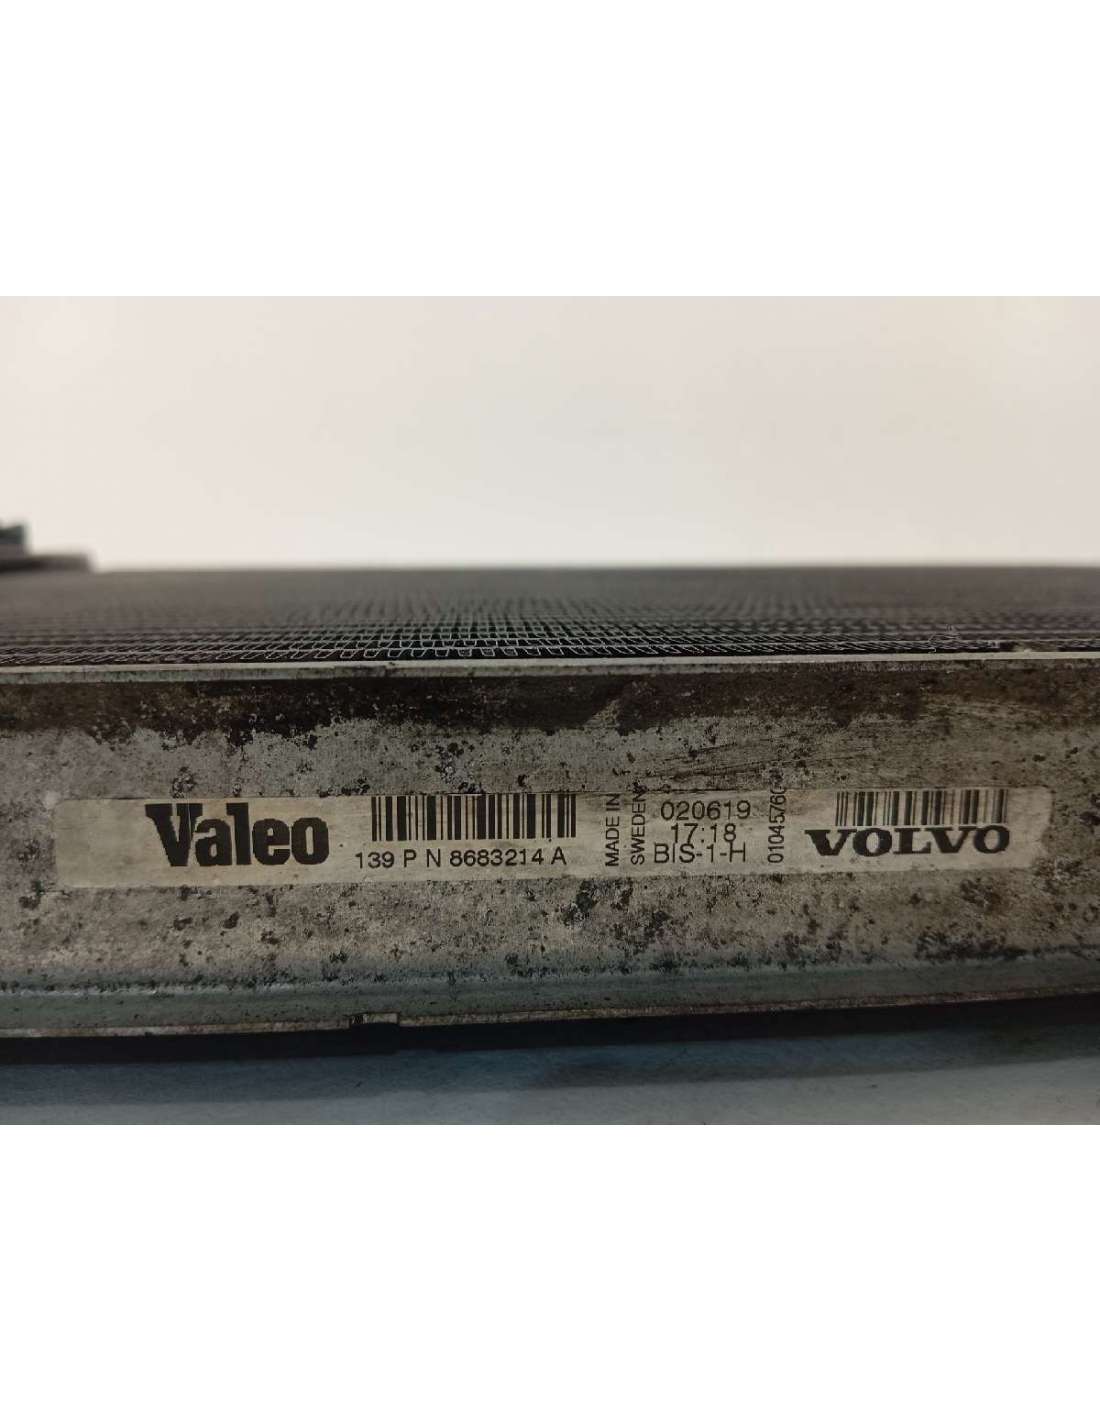 Valeo
139 P N 8683214 A
MADE IN
SWEDEN
020619
17:18
BIS-1-H
VOLVO